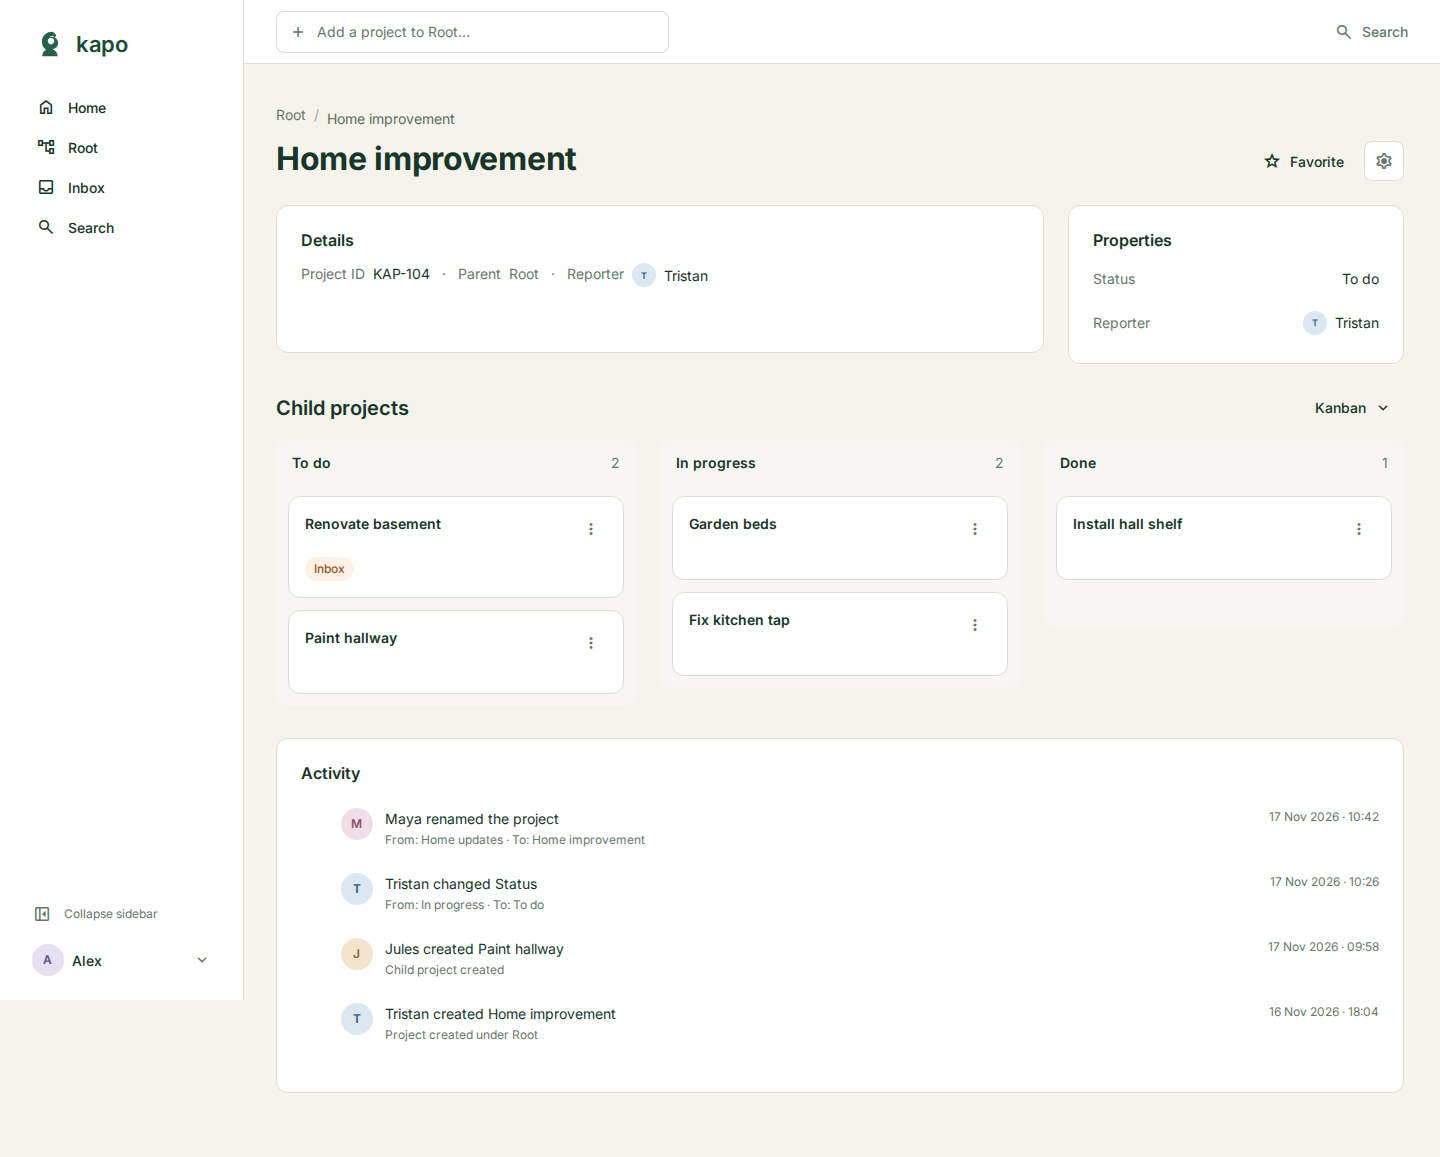 kapo
Add a project to Root...
Search
Home
Root
Inbox
Search
Root / Home improvement
Home improvement
Favorite
Details
Project ID KAP-104 · Parent Root · Reporter T Tristan
Properties
Status To do
Reporter T Tristan
Child projects
Kanban
To do 2
Renovate basement
Inbox
Paint hallway
In progress 2
Garden beds
Fix kitchen tap
Done 1
Install hall shelf
Activity
M Maya renamed the project 17 Nov 2026 · 10:42
From: Home updates · To: Home improvement
T Tristan changed Status 17 Nov 2026 · 10:26
From: In progress · To: To do
J Jules created Paint hallway 17 Nov 2026 · 09:58
Child project created
T Tristan created Home improvement 16 Nov 2026 · 18:04
Project created under Root
Collapse sidebar
A Alex